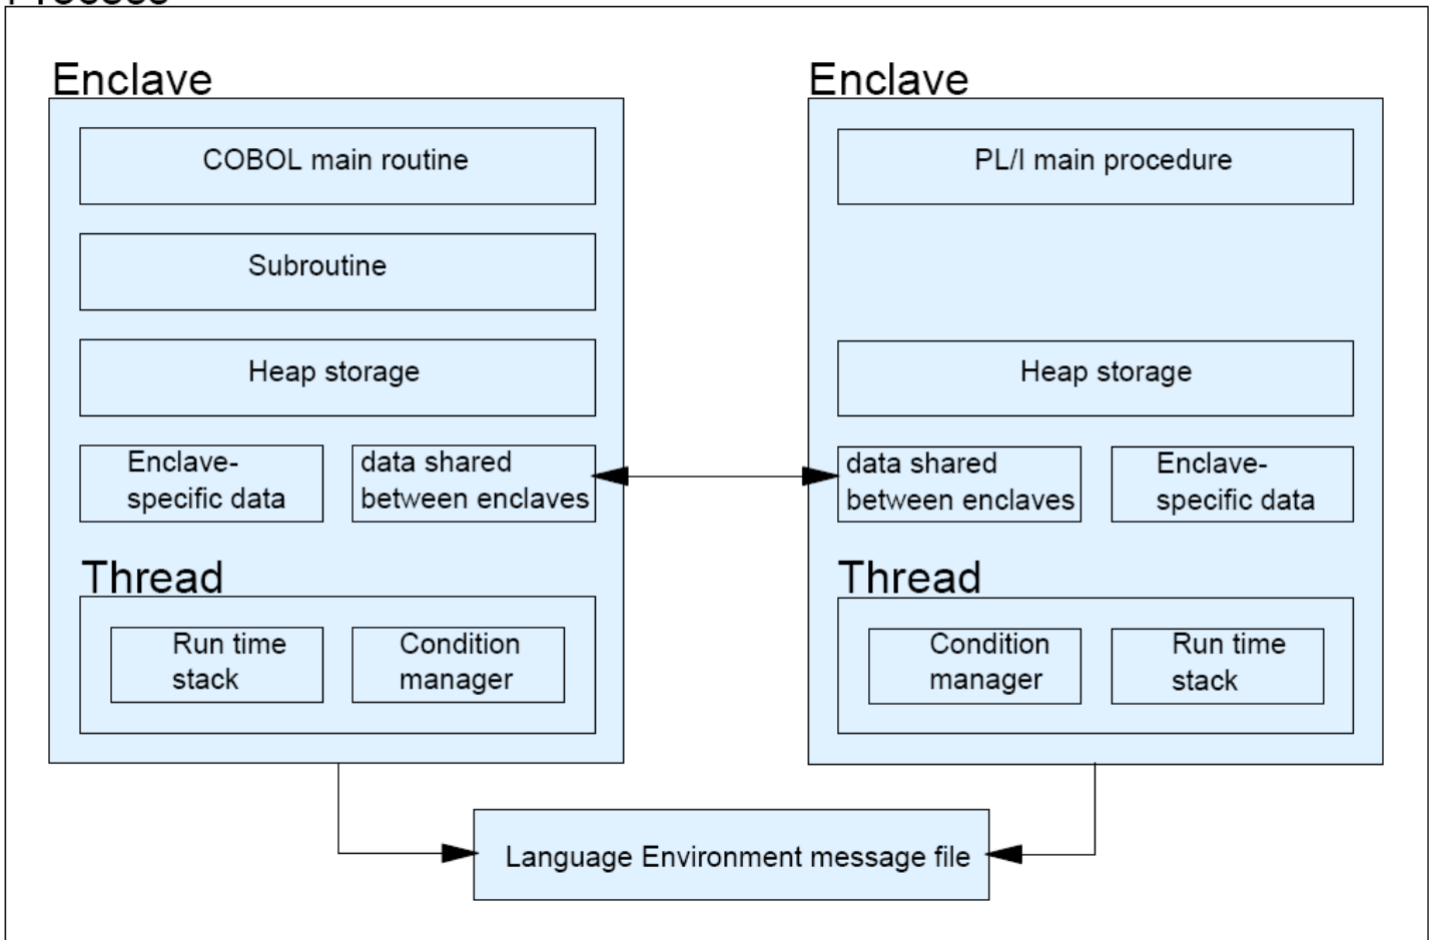 Process
Enclave
COBOL main routine
Subroutine
Heap storage
Enclave-
specific data
data shared
between enclaves
Thread
Run time
stack
Condition
manager
Enclave
PL/I main procedure
Heap storage
data shared
between enclaves
Enclave-
specific data
Thread
Condition
manager
Run time
stack
Language Environment message file